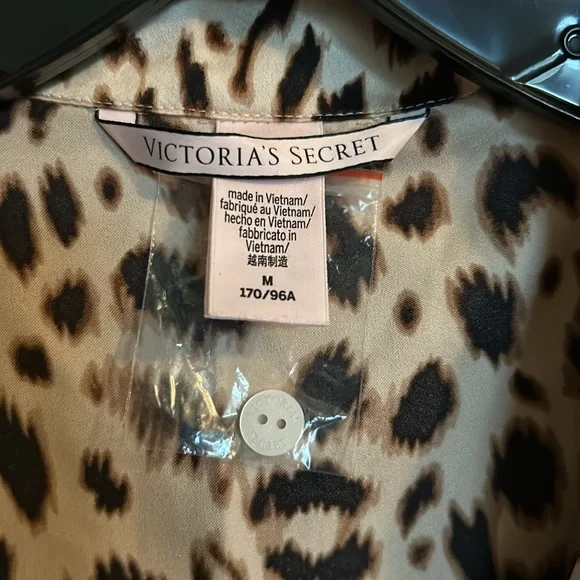 VICTORIA'S SECRET
made in Vietnam/
fabriqué au Vietnam/
hecho en Vietnam/
fabbricato in
Vietnam/
越南制造
M
170/96A